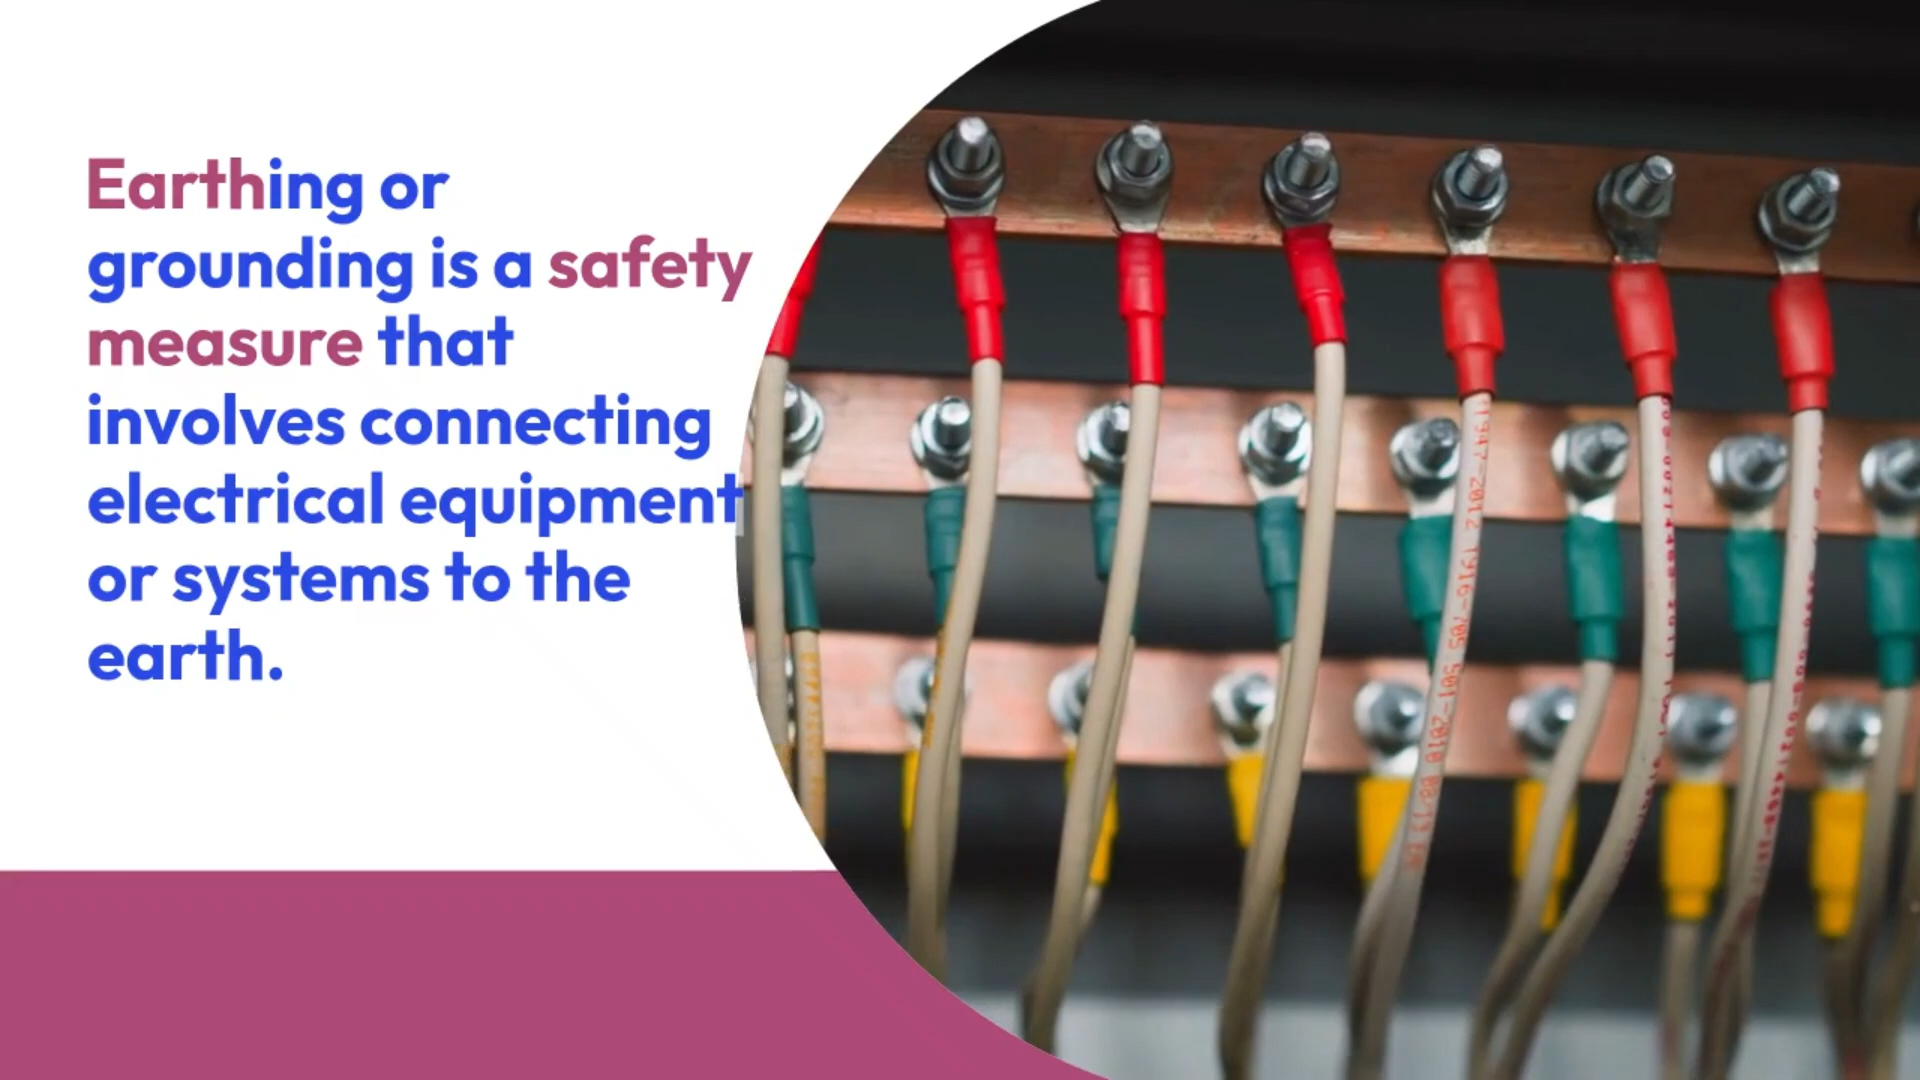 Earthing or
grounding is a safety
measure that
involves connecting
electrical equipment
or systems to the
earth.